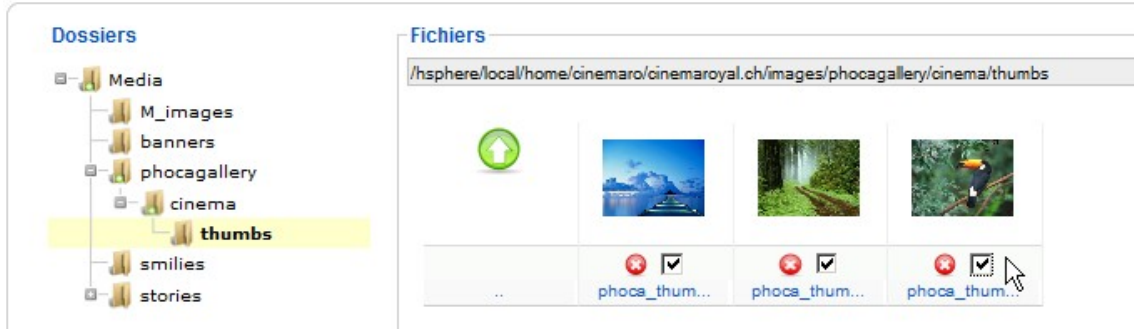 Dossiers
Media
M_images
banners
phocagallery
cinema
thumbs
smilies
stories
Fichiers
/hsphere/local/home/cinemaro/cinemaroyal.ch/images/phocagallery/cinema/thumbs
..
phoca_thum...
phoca_thum...
phoca_thum...